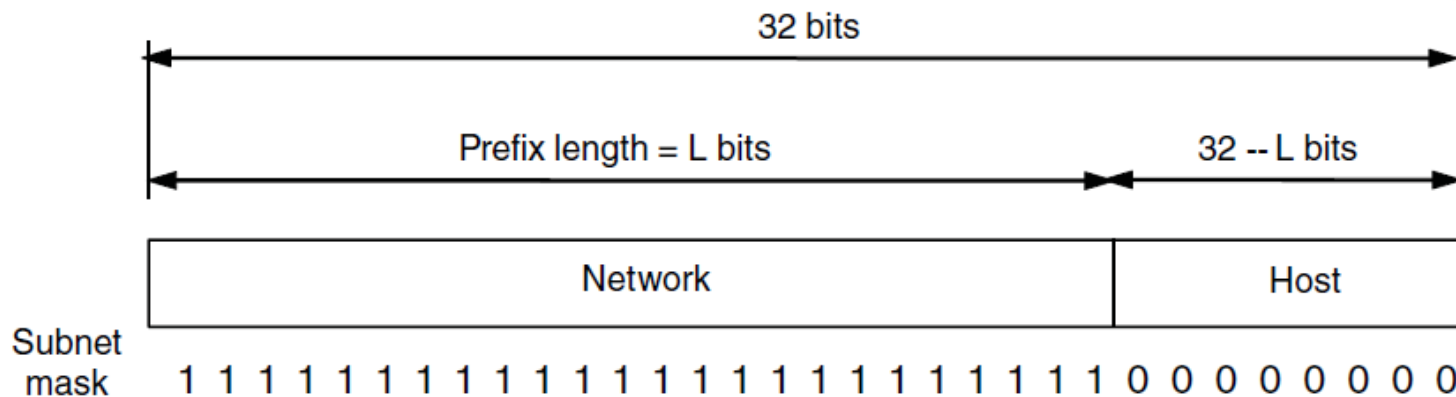 32 bits
Prefix length = L bits
32 -- L bits
Network
Host
Subnet
mask
1 1 1 1 1 1 1 1 1 1 1 1 1 1 1 1 1 1 1 1 1 1 1 1 0 0 0 0 0 0 0 0